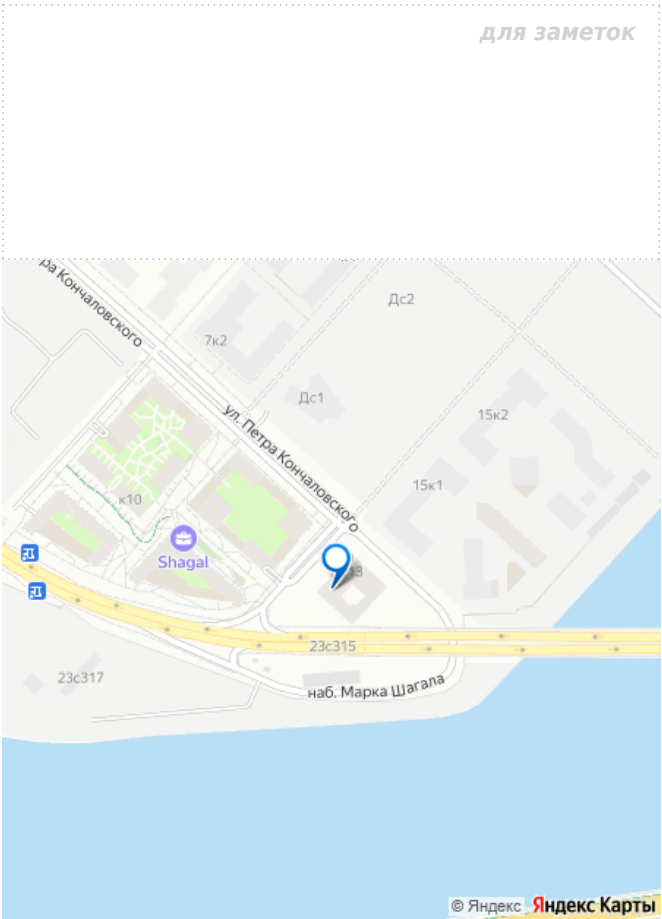 для заметок
ра Кончаловского
Дс2
7к2
Дс1
ул. Петра Кончаловского
15к2
15к1
к10
Shagal
23с315
23с317
наб. Марка Шагала
© Яндекс Яндекс Карты